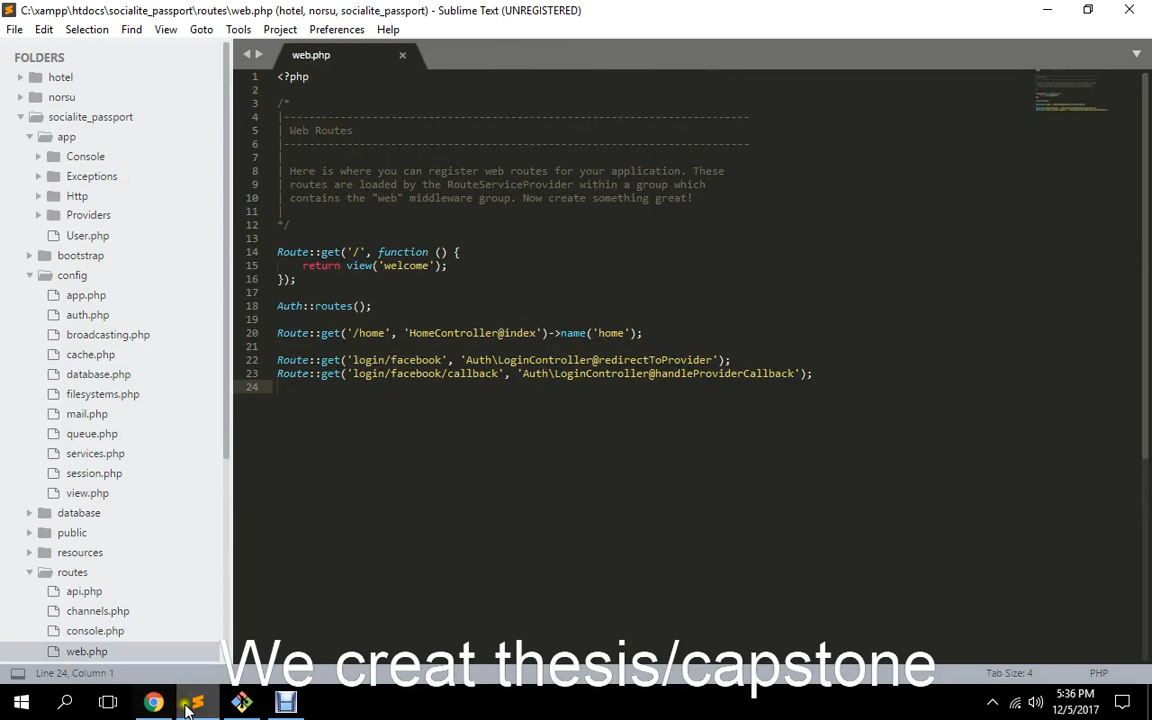 C:\xampp\htdocs\socialite_passport\routes\web.php (hotel, norsu, socialite_passport) - Sublime Text (UNREGISTERED)
File Edit Selection Find View Goto Tools Project Preferences Help
FOLDERS
hotel
norsu
socialite_passport
app
Console
Exceptions
Http
Providers
User.php
bootstrap
config
app.php
auth.php
broadcasting.php
cache.php
database.php
filesystems.php
mail.php
queue.php
services.php
session.php
view.php
database
public
resources
routes
api.php
channels.php
console.php
web.php
web.php
1 <?php
2
3 /*
4 |--------------------------------------------------------------------------
5 | Web Routes
6 |--------------------------------------------------------------------------
7 |
8 | Here is where you can register web routes for your application. These
9 | routes are loaded by the RouteServiceProvider within a group which
10 | contains the "web" middleware group. Now create something great!
11 |
12 */
13
14 Route::get('/', function () {
15     return view('welcome');
16 });
17
18 Auth::routes();
19
20 Route::get('/home', 'HomeController@index')->name('home');
21
22 Route::get('login/facebook', 'Auth\LoginController@redirectToProvider');
23 Route::get('login/facebook/callback', 'Auth\LoginController@handleProviderCallback');
24
We creat thesis/capstone
Line 24, Column 1
Tab Size: 4
PHP
5:36 PM
12/5/2017